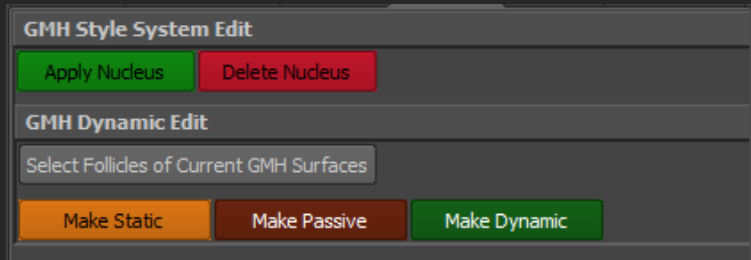 GMH Style System Edit
Apply Nucleus Delete Nucleus
GMH Dynamic Edit
Select Follicles of Current GMH Surfaces
Make Static Make Passive Make Dynamic